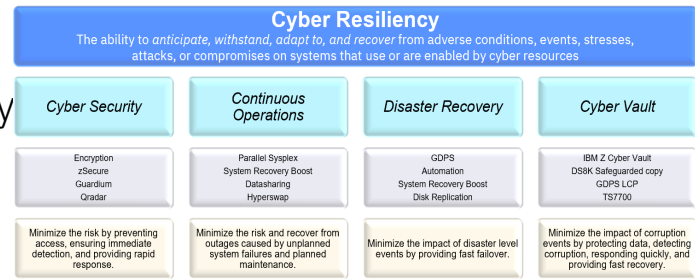 Cyber Resiliency
The ability to anticipate, withstand, adapt to, and recover from adverse conditions, events, stresses,
attacks, or compromises on systems that use or are enabled by cyber resources
y
Cyber Security
Encryption
zSecure
Guardium
Qradar
Minimize the risk by preventing
access, ensuring immediate
detection, and providing rapid
response.
Continuous
Operations
Parallel Sysplex
System Recovery Boost
Datasharing
Hyperswap
Minimize the risk and recover from
outages caused by unplanned
system failures and planned
maintenance.
Disaster Recovery
GDPS
Automation
System Recovery Boost
Disk Replication
Minimize the impact of disaster level
events by providing fast failover.
Cyber Vault
IBM Z Cyber Vault
DS8K Safeguarded copy
GDPS LCP
TS7700
Minimize the impact of corruption
events by protecting data, detecting
corruption, responding quickly, and
providing fast recovery.